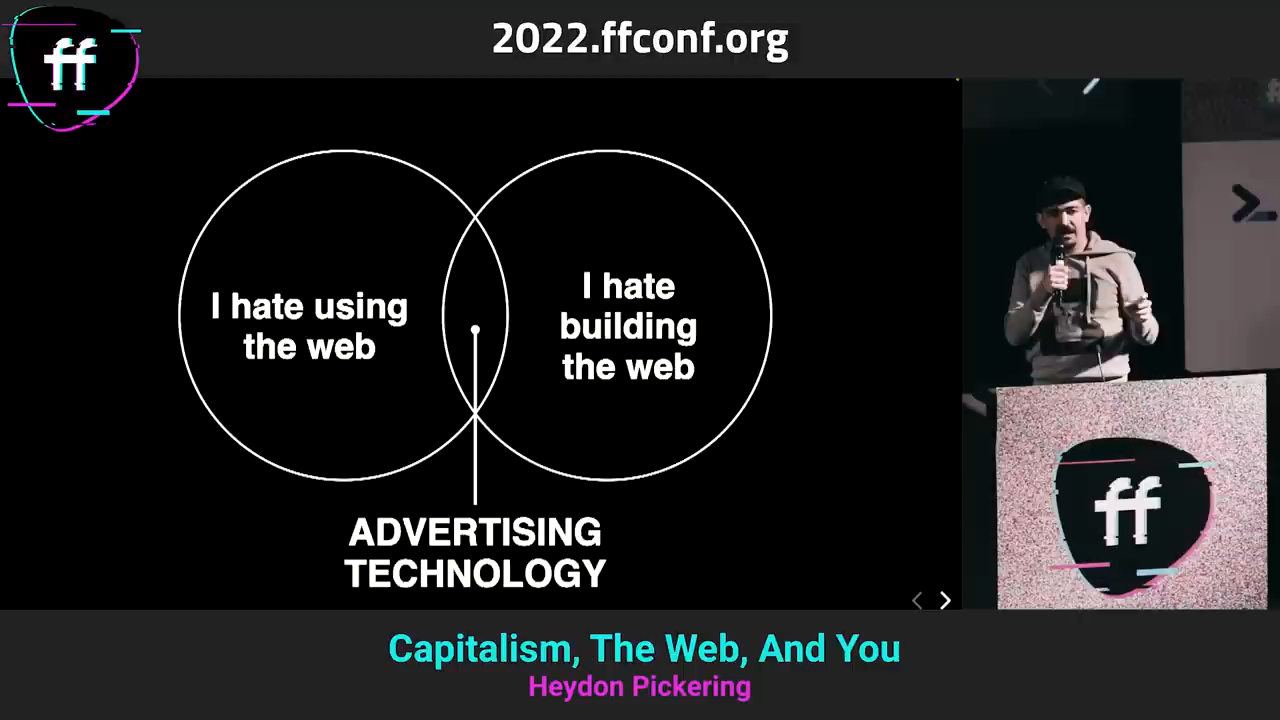 2022.ffconf.org
ff
I hate using
the web
I hate
building
the web
ADVERTISING
TECHNOLOGY
ff
Capitalism, The Web, And You
Heydon Pickering